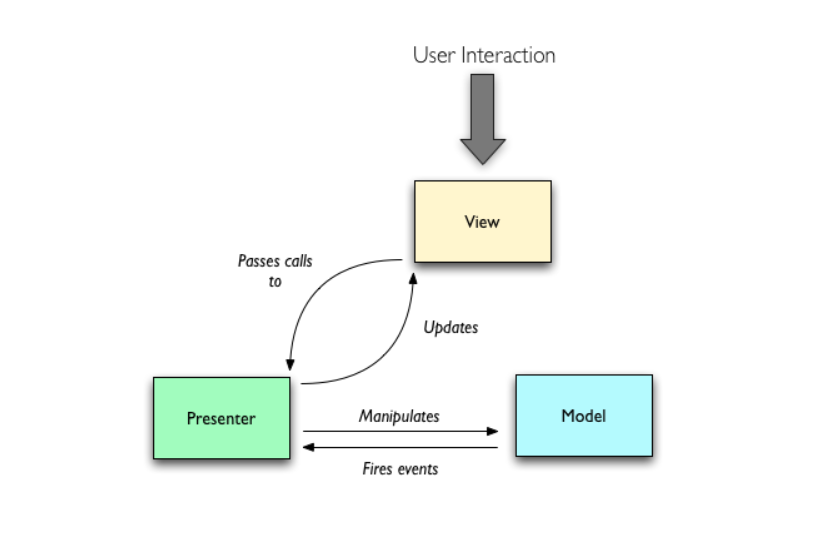 User Interaction
View
Passes calls
to
Updates
Presenter
Manipulates
Model
Fires events